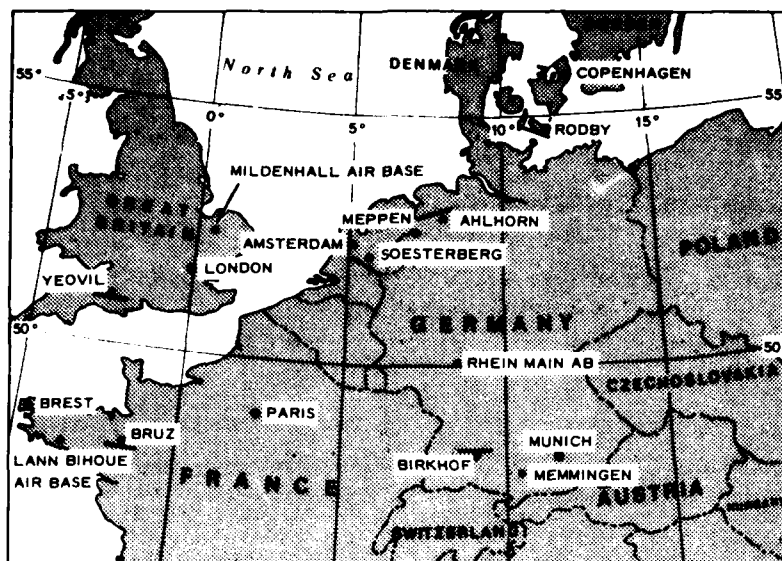 North Sea
DENMARK
COPENHAGEN
55°
55
5°
0°
5°
10°
15°
RODBY
MILDENHALL AIR BASE
GREAT
BRITAIN
MEPPEN
AHLHORN
AMSTERDAM
SOESTERBERG
POLAND
LONDON
YEOVIL
50°
GERMANY
50
RHEIN MAIN AB
CZECHOSLOVAKIA
BREST
PARIS
BRUZ
LANN BIHOUE
AIR BASE
MUNICH
BIRKHOF
MEMMINGEN
FRANCE
AUSTRIA
SWITZERLAND